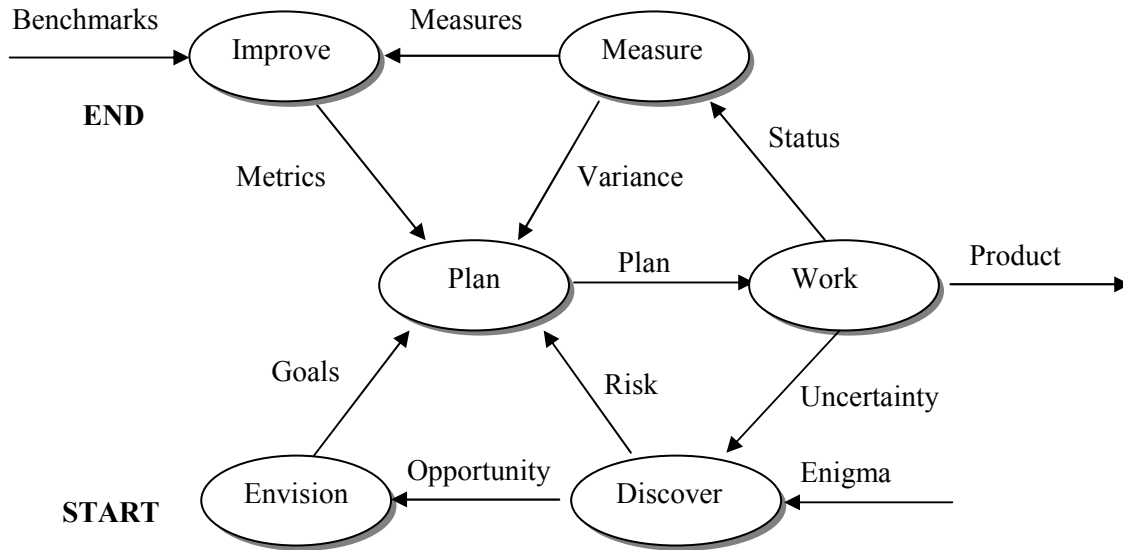 Benchmarks
Improve
Measures
Measure
END
Status
Metrics
Variance
Plan
Plan
Work
Product
Goals
Risk
Uncertainty
Envision
Opportunity
Discover
Enigma
START